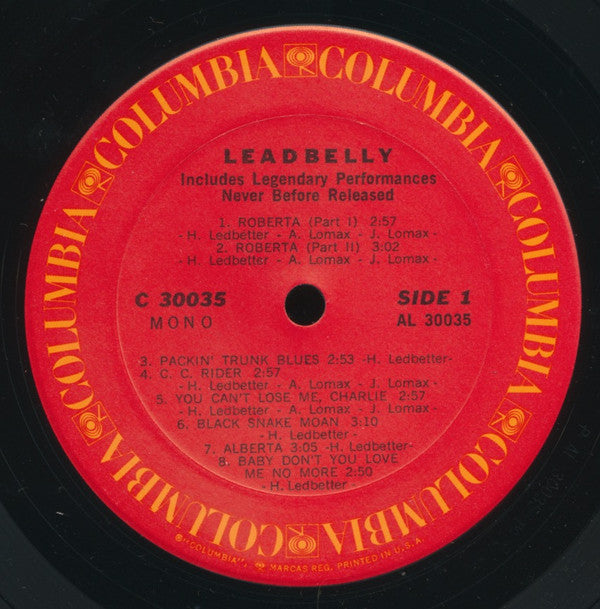 COLUMBIA COLUMBIA COLUMBIA COLUMBIA COLUMBIA COLUMBIA
LEADBELLY
Includes Legendary Performances
Never Before Released
1. ROBERTA (Part I) 2:57
- H. Ledbetter - A. Lomax - J. Lomax -
2. ROBERTA (Part II) 3:02
- H. Ledbetter - A. Lomax - J. Lomax -
C 30035
SIDE 1
MONO
AL 30035
3. PACKIN' TRUNK BLUES 2:53 -H. Ledbetter-
4. C. C. RIDER 2:57
- H. Ledbetter - A. Lomax - J. Lomax -
5. YOU CAN'T LOSE ME, CHARLIE 2:57
- H. Ledbetter - A. Lomax - J. Lomax -
6. BLACK SNAKE MOAN 3:10
- H. Ledbetter -
7. ALBERTA 3:05 -H. Ledbetter-
8. BABY DON'T YOU LOVE
ME NO MORE 2:50
- H. Ledbetter -
® "COLUMBIA", MARCAS REG. PRINTED IN U.S.A.